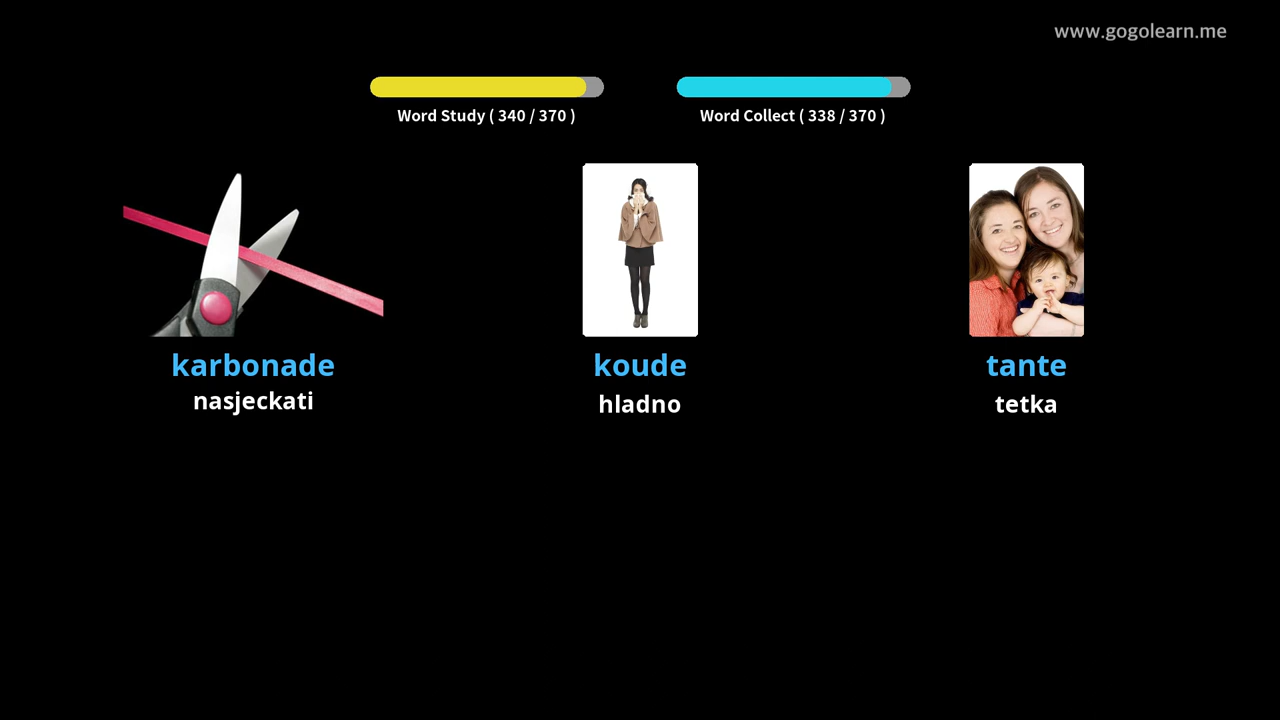 www.gogolearn.me
Word Study ( 340 / 370 )
Word Collect ( 338 / 370 )
karbonade
nasjeckati
koude
hladno
tante
tetka